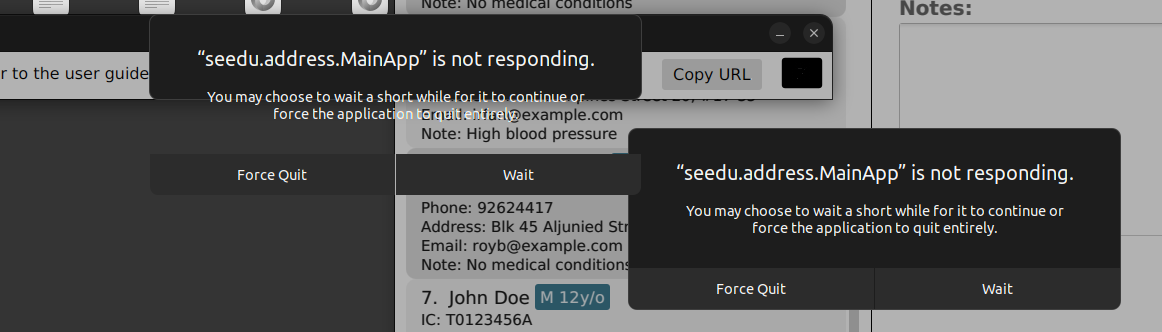 Note: No medical conditions
Notes:
“seedu.address.MainApp” is not responding.
r to the user guide
Copy URL
You may choose to wait a short while for it to continue or
force the application to quit entirely.
@example.com
Note: High blood pressure
Force Quit
Wait
“seedu.address.MainApp” is not responding.
You may choose to wait a short while for it to continue or
force the application to quit entirely.
Phone: 92624417
Address: Blk 45 Aljunied Str
Email: royb@example.com
Note: No medical conditions
Force Quit
Wait
7. John Doe M 12y/o
IC: T0123456A